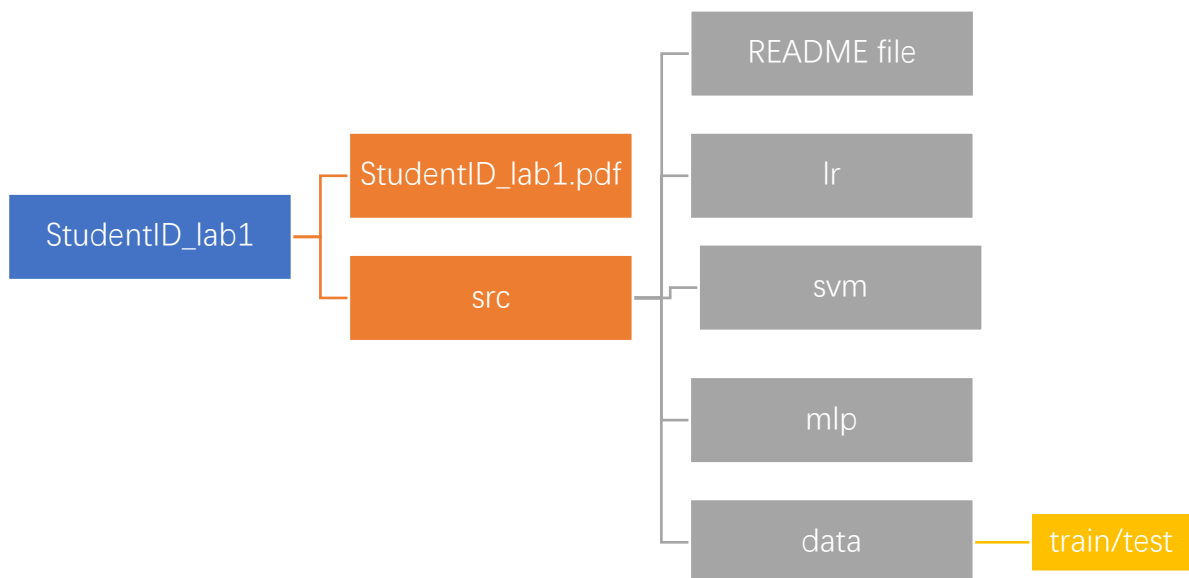 StudentID_lab1
StudentID_lab1.pdf
src
README file
lr
svm
mlp
data
train/test